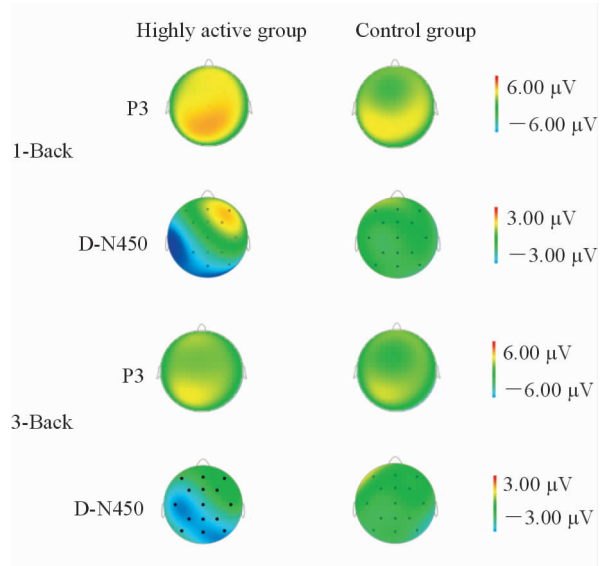 Highly active group Control group
P3
6.00 μV
−6.00 μV
1-Back
D-N450
3.00 μV
−3.00 μV
P3
6.00 μV
−6.00 μV
3-Back
D-N450
3.00 μV
−3.00 μV